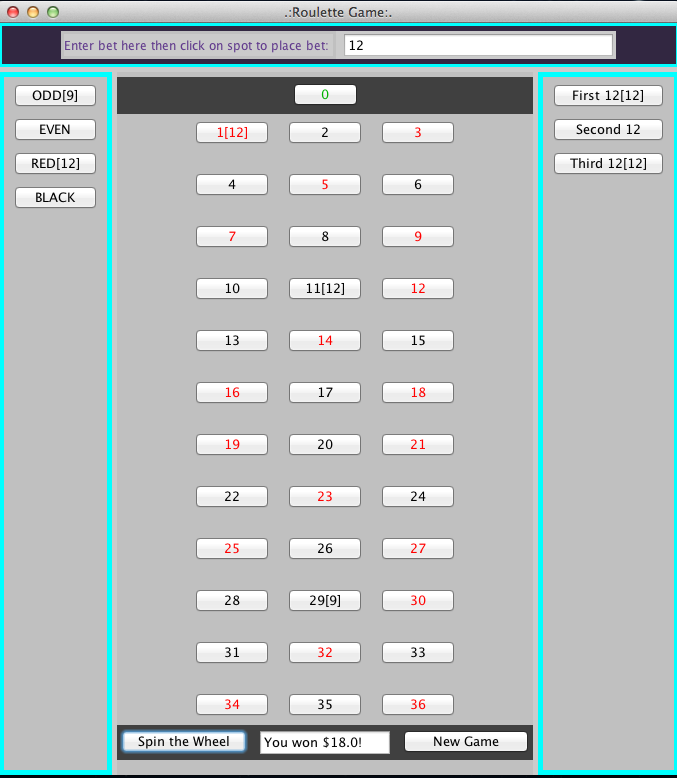 .:Roulette Game:.
Enter bet here then click on spot to place bet: 12
ODD[9]
EVEN
RED[12]
BLACK
0
1[12] 2 3
4 5 6
7 8 9
10 11[12] 12
13 14 15
16 17 18
19 20 21
22 23 24
25 26 27
28 29[9] 30
31 32 33
34 35 36
First 12[12]
Second 12
Third 12[12]
Spin the Wheel You won $18.0! New Game